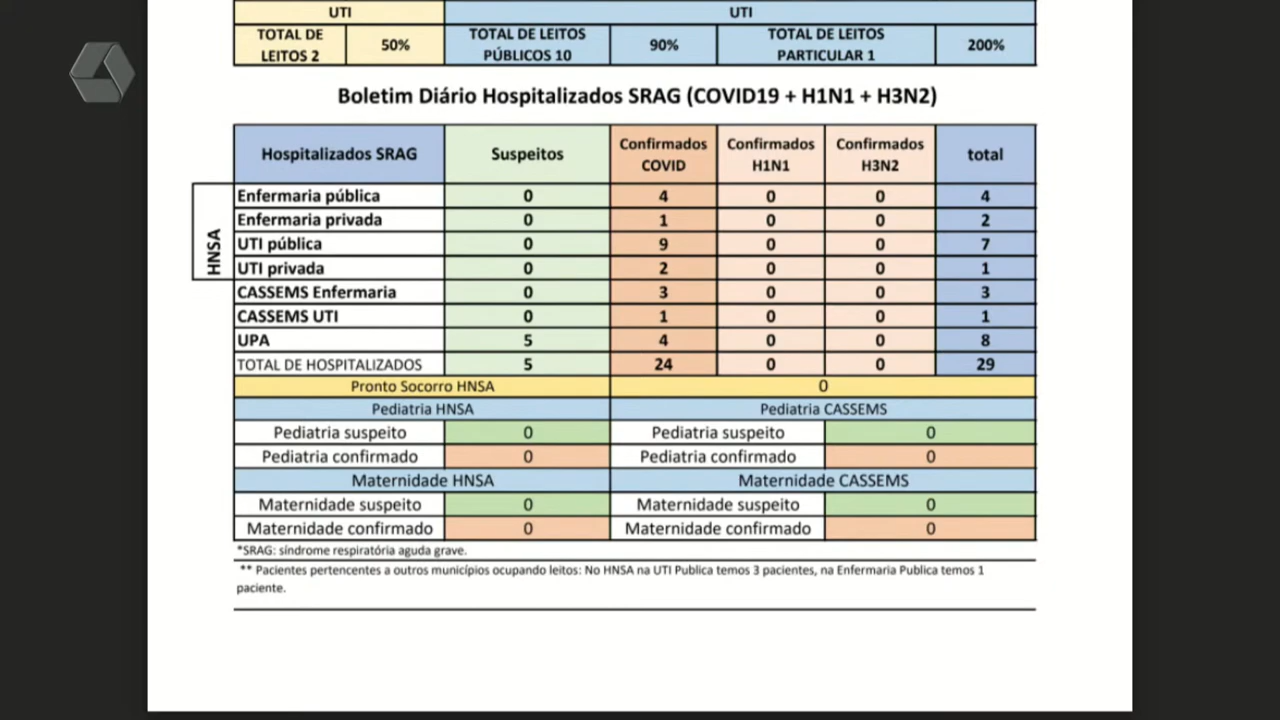 UTI UTI
TOTAL DE LEITOS 2 50% TOTAL DE LEITOS PÚBLICOS 10 90% TOTAL DE LEITOS PARTICULAR 1 200%
Boletim Diário Hospitalizados SRAG (COVID19 + H1N1 + H3N2)
Hospitalizados SRAG Suspeitos Confirmados COVID Confirmados H1N1 Confirmados H3N2 total
HNSA
Enfermaria pública 0 4 0 0 4
Enfermaria privada 0 1 0 0 2
UTI pública 0 9 0 0 7
UTI privada 0 2 0 0 1
CASSEMS Enfermaria 0 3 0 0 3
CASSEMS UTI 0 1 0 0 1
UPA 5 4 0 0 8
TOTAL DE HOSPITALIZADOS 5 24 0 0 29
Pronto Socorro HNSA 0
Pediatria HNSA Pediatria CASSEMS
Pediatria suspeito 0 Pediatria suspeito 0
Pediatria confirmado 0 Pediatria confirmado 0
Maternidade HNSA Maternidade CASSEMS
Maternidade suspeito 0 Maternidade suspeito 0
Maternidade confirmado 0 Maternidade confirmado 0
*SRAG: síndrome respiratória aguda grave.
** Pacientes pertencentes a outros municípios ocupando leitos: No HNSA na UTI Publica temos 3 pacientes, na Enfermaria Publica temos 1
paciente.